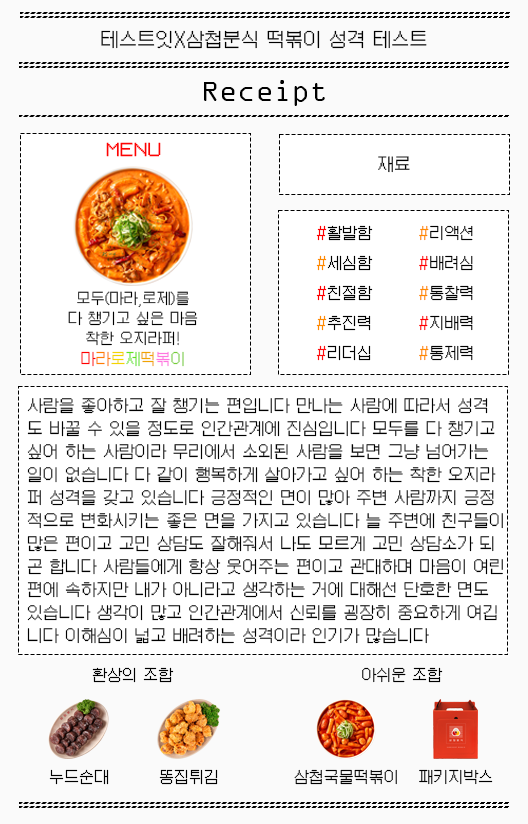 테스트잇X삼첩분식 떡볶이 성격 테스트
Receipt
MENU
모두(마라,로제)를
다 챙기고 싶은 마음
착한 오지라퍼!
마라로제떡볶이
재료
#활발함 #리액션
#세심함 #배려심
#친절함 #통찰력
#추진력 #지배력
#리더십 #통제력
사람을 좋아하고 잘 챙기는 편입니다 만나는 사람에 따라서 성격
도 바꿀 수 있을 정도로 인간관계에 진심입니다 모두를 다 챙기고
싶어 하는 사람이라 무리에서 소외된 사람을 보면 그냥 넘어가는
일이 없습니다 다 같이 행복하게 살아가고 싶어 하는 착한 오지라
퍼 성격을 갖고 있습니다 긍정적인 면이 많아 주변 사람까지 긍정
적으로 변화시키는 좋은 면을 가지고 있습니다 늘 주변에 친구들이
많은 편이고 고민 상담도 잘해줘서 나도 모르게 고민 상담소가 되
곤 합니다 사람들에게 항상 웃어주는 편이고 관대하며 마음이 여린
편에 속하지만 내가 아니라고 생각하는 거에 대해선 단호한 면도
있습니다 생각이 많고 인간관계에서 신뢰를 굉장히 중요하게 여깁
니다 이해심이 넓고 배려하는 성격이라 인기가 많습니다
환상의 조합 아쉬운 조합
누드순대 똥집튀김 삼첩국물떡볶이 패키지박스